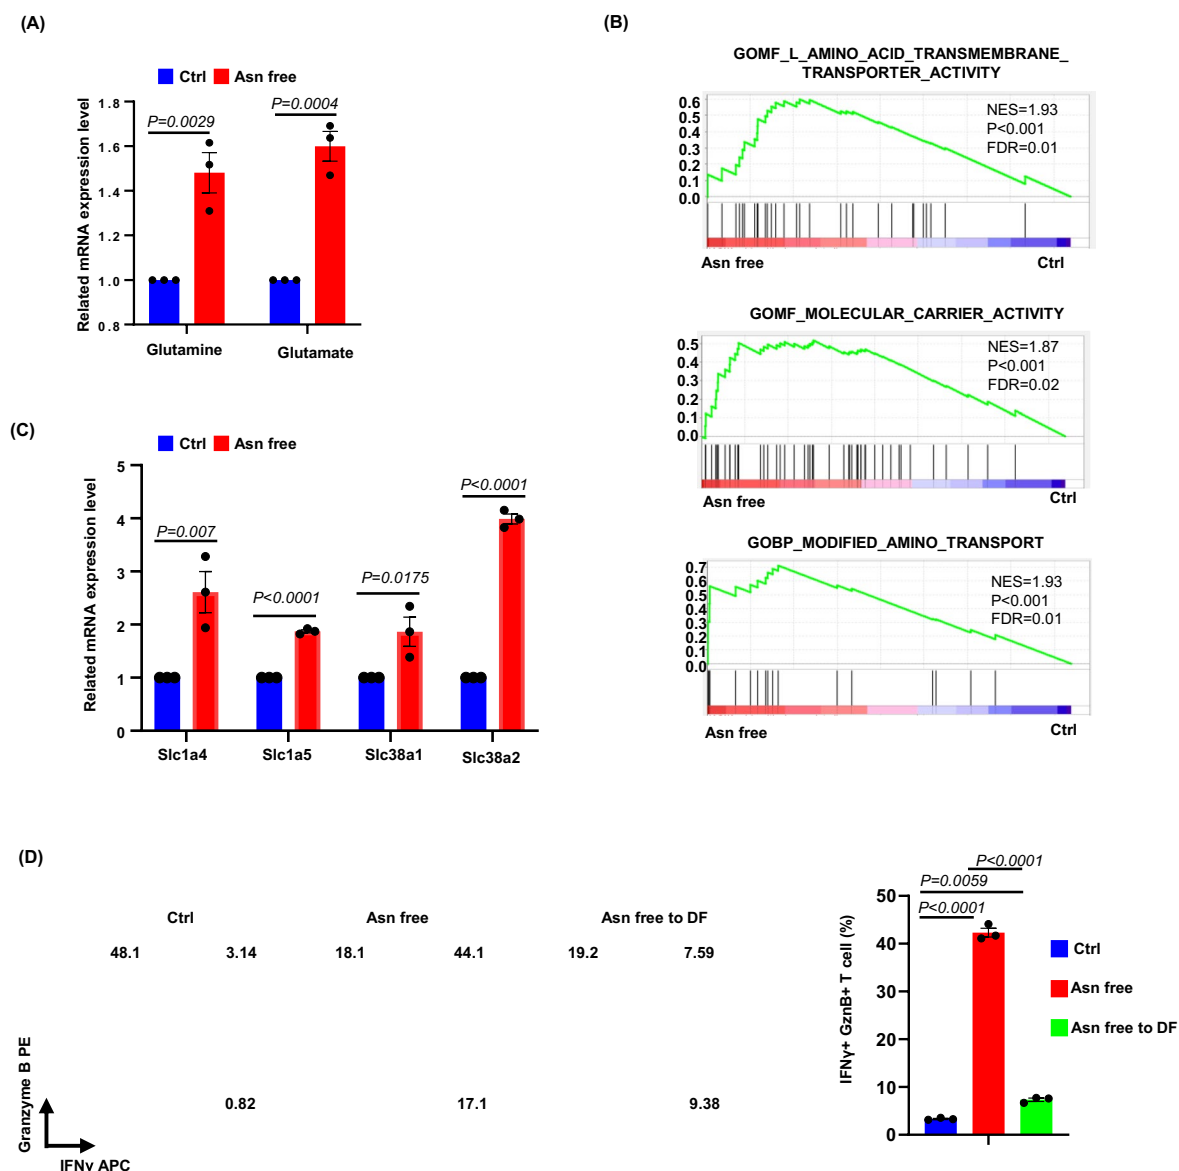 (A)
Ctrl Asn free
Related mRNA expression level
1.8
1.6
1.4
1.2
1.0
0.8
P=0.0029
P=0.0004
Glutamine
Glutamate
(B)
GOMF_L_AMINO_ACID_TRANSMEMBRANE_
TRANSPORTER_ACTIVITY
0.6
0.5
0.4
0.3
0.2
0.1
0.0
NES=1.93
P<0.001
FDR=0.01
Asn free
Ctrl
GOMF_MOLECULAR_CARRIER_ACTIVITY
0.5
0.4
0.3
0.2
0.1
0.0
NES=1.87
P<0.001
FDR=0.02
Asn free
Ctrl
GOBP_MODIFIED_AMINO_TRANSPORT
0.7
0.6
0.5
0.4
0.3
0.2
0.1
0.0
NES=1.93
P<0.001
FDR=0.01
Asn free
Ctrl
(C)
Ctrl Asn free
Related mRNA expression level
5
4
3
2
1
0
P=0.007
P<0.0001
P=0.0175
P<0.0001
Slc1a4
Slc1a5
Slc38a1
Slc38a2
(D)
Ctrl
Asn free
Asn free to DF
48.1
3.14
18.1
44.1
19.2
7.59
0.82
17.1
9.38
Granzyme B PE
IFNγ APC
IFNγ+ GznB+ T cell (%)
50
40
30
20
10
0
P<0.0001
P=0.0059
P<0.0001
Ctrl
Asn free
Asn free to DF